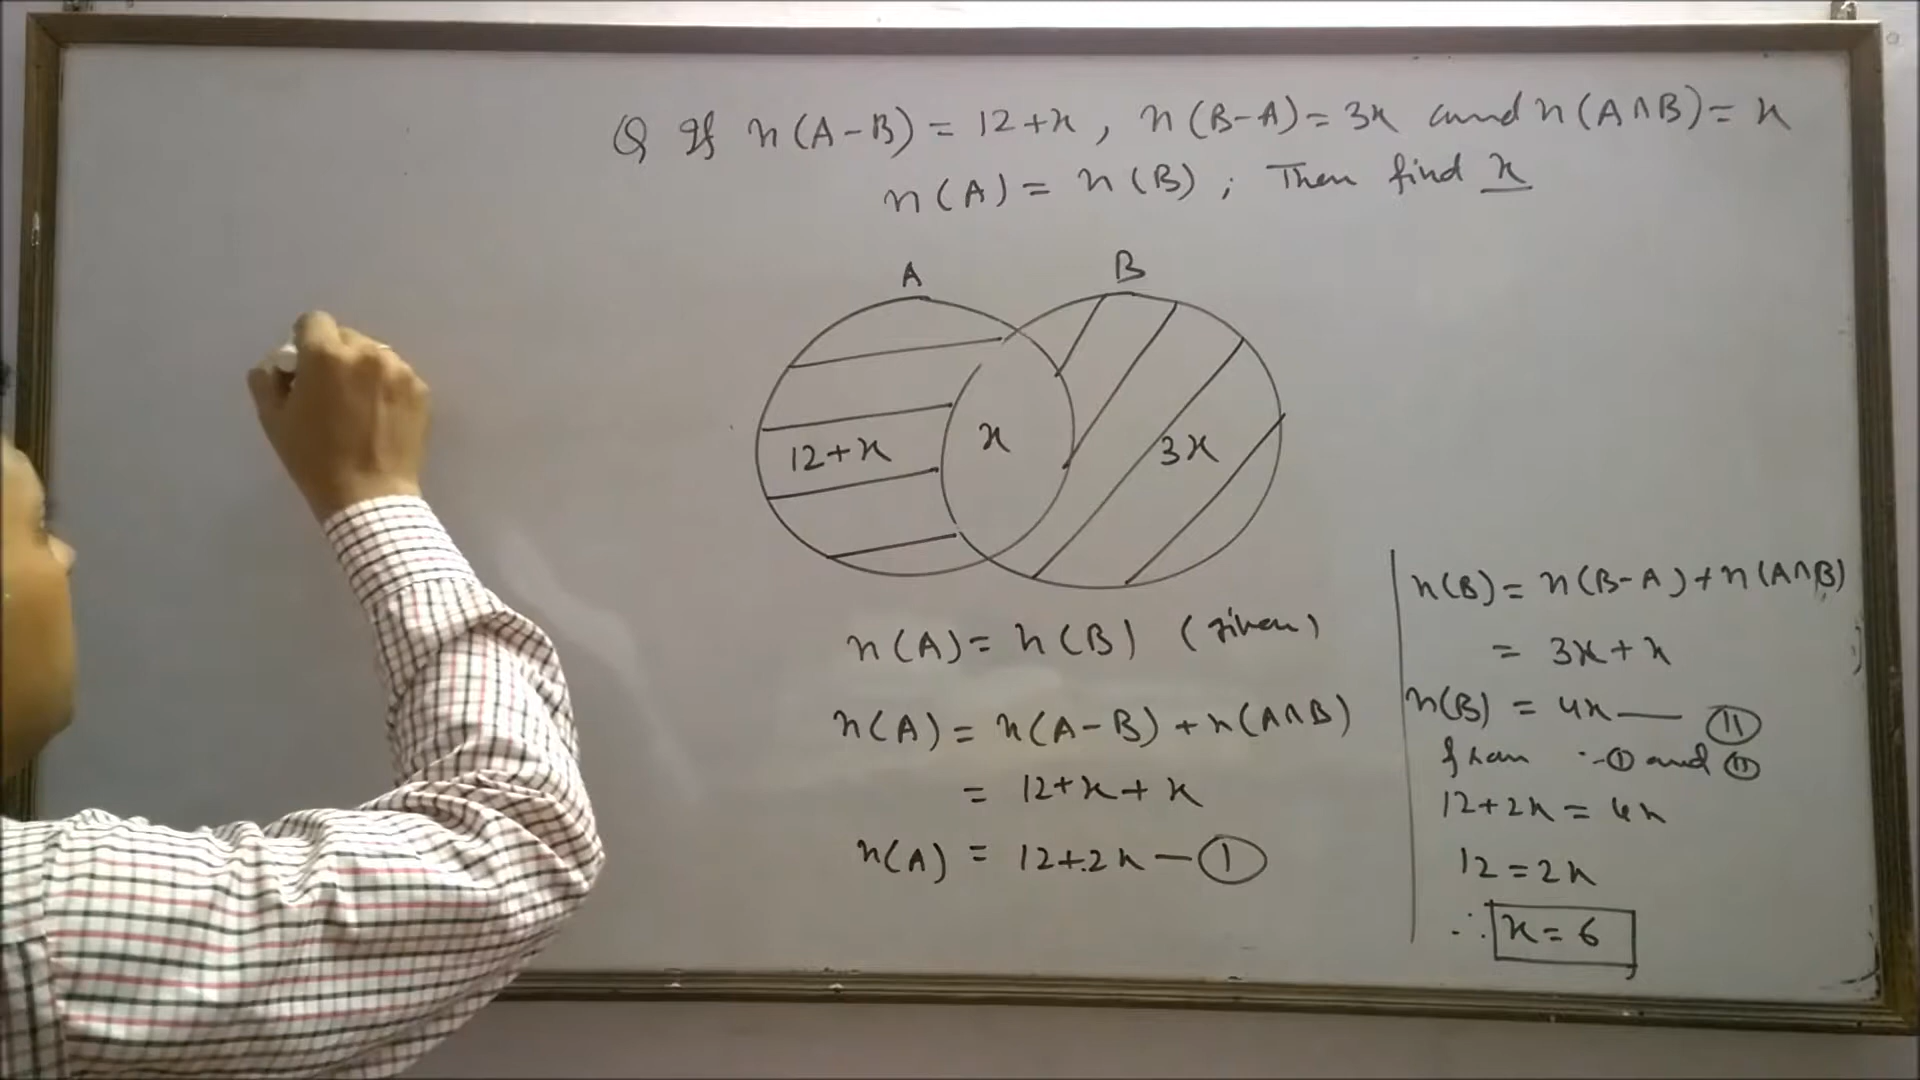 Q If n(A-B) = 12+x, n(B-A) = 3x and n(A∩B) = x
n(A) = n(B) ; Then find x
A
B
12+x
x
3x
n(A) = n(B) (given)
n(A) = n(A-B) + n(A∩B)
= 12+x+x
n(A) = 12+2x — ①
n(B) = n(B-A) + n(A∩B)
= 3x+x
n(B) = 4x — ⑪
from :- ① and ⑪
12+2x = 4x
12 = 2x
∴ x = 6